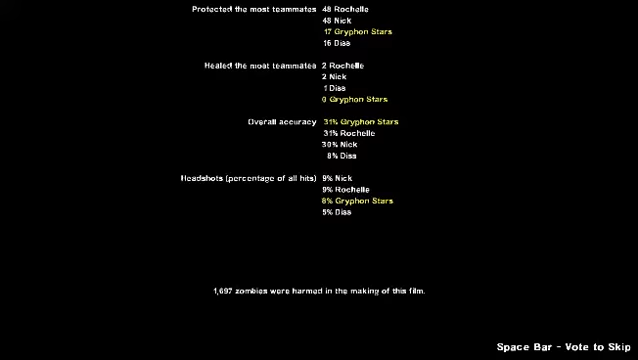 Protected the most teammates 48 Rochelle
48 Nick
17 Gryphon Stars
16 Diss
Healed the most teammates 2 Rochelle
2 Nick
1 Diss
0 Gryphon Stars
Overall accuracy 31% Gryphon Stars
31% Rochelle
30% Nick
8% Diss
Headshots (percentage of all hits) 9% Nick
9% Rochelle
8% Gryphon Stars
5% Diss
1,697 zombies were harmed in the making of this film.
Space Bar - Vote to Skip